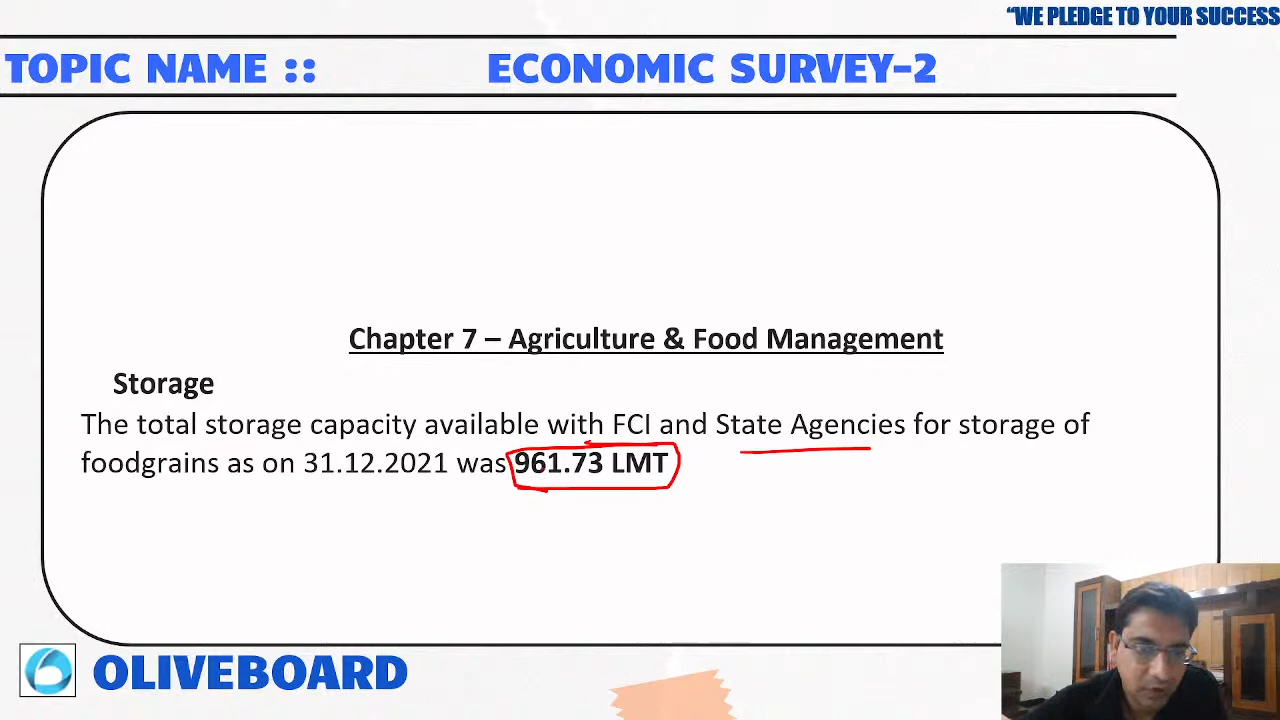 “WE PLEDGE TO YOUR SUCCESS
TOPIC NAME :: ECONOMIC SURVEY-2
Chapter 7 – Agriculture & Food Management
Storage
The total storage capacity available with FCI and State Agencies for storage of
foodgrains as on 31.12.2021 was 961.73 LMT
OLIVEBOARD